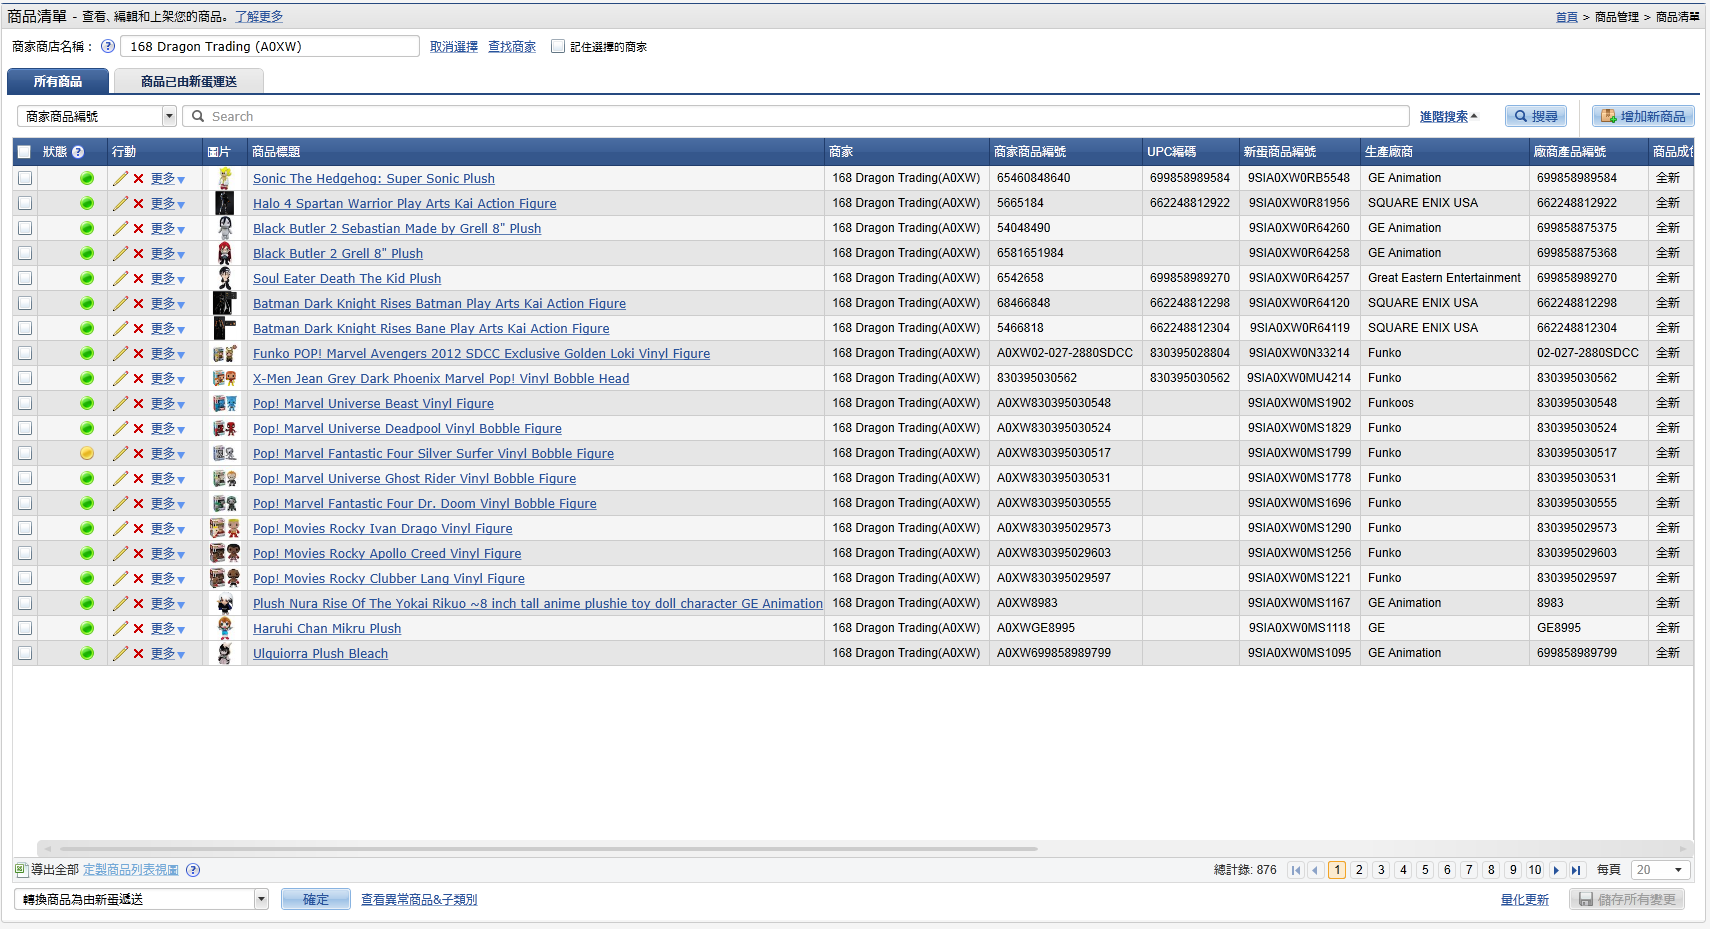 商品清單 - 查看、編輯和上架您的商品。 了解更多 首頁 > 商品管理 > 商品清單
商家商店名稱： 168 Dragon Trading (A0XW) 取消選擇 查找商家 記住選擇的商家
所有商品 商品已由新蛋運送
商家商品編號 Search 進階搜索 搜尋 增加新商品
狀態 行動 圖片 商品標題 商家 商家商品編號 UPC編碼 新蛋商品編號 生產廠商 廠商產品編號 商品成
更多 Sonic The Hedgehog: Super Sonic Plush 168 Dragon Trading(A0XW) 65460848640 699858989584 9SIA0XW0RB5548 GE Animation 699858989584 全新
更多 Halo 4 Spartan Warrior Play Arts Kai Action Figure 168 Dragon Trading(A0XW) 5665184 662248812922 9SIA0XW0R81956 SQUARE ENIX USA 662248812922 全新
更多 Black Butler 2 Sebastian Made by Grell 8" Plush 168 Dragon Trading(A0XW) 54048490 9SIA0XW0R64260 GE Animation 699858875375 全新
更多 Black Butler 2 Grell 8" Plush 168 Dragon Trading(A0XW) 6581651984 9SIA0XW0R64258 GE Animation 699858875368 全新
更多 Soul Eater Death The Kid Plush 168 Dragon Trading(A0XW) 6542658 699858989270 9SIA0XW0R64257 Great Eastern Entertainment 699858989270 全新
更多 Batman Dark Knight Rises Batman Play Arts Kai Action Figure 168 Dragon Trading(A0XW) 68466848 662248812298 9SIA0XW0R64120 SQUARE ENIX USA 662248812298 全新
更多 Batman Dark Knight Rises Bane Play Arts Kai Action Figure 168 Dragon Trading(A0XW) 5466818 662248812304 9SIA0XW0R64119 SQUARE ENIX USA 662248812304 全新
更多 Funko POP! Marvel Avengers 2012 SDCC Exclusive Golden Loki Vinyl Figure 168 Dragon Trading(A0XW) A0XW02-027-2880SDCC 830395028804 9SIA0XW0N33214 Funko 02-027-2880SDCC 全新
更多 X-Men Jean Grey Dark Phoenix Marvel Pop! Vinyl Bobble Head 168 Dragon Trading(A0XW) 830395030562 830395030562 9SIA0XW0MU4214 Funko 830395030562 全新
更多 Pop! Marvel Universe Beast Vinyl Figure 168 Dragon Trading(A0XW) A0XW830395030548 9SIA0XW0MS1902 Funkoos 830395030548 全新
更多 Pop! Marvel Universe Deadpool Vinyl Bobble Figure 168 Dragon Trading(A0XW) A0XW830395030524 9SIA0XW0MS1829 Funko 830395030524 全新
更多 Pop! Marvel Fantastic Four Silver Surfer Vinyl Bobble Figure 168 Dragon Trading(A0XW) A0XW830395030517 9SIA0XW0MS1799 Funko 830395030517 全新
更多 Pop! Marvel Universe Ghost Rider Vinyl Bobble Figure 168 Dragon Trading(A0XW) A0XW830395030531 9SIA0XW0MS1778 Funko 830395030531 全新
更多 Pop! Marvel Fantastic Four Dr. Doom Vinyl Bobble Figure 168 Dragon Trading(A0XW) A0XW830395030555 9SIA0XW0MS1696 Funko 830395030555 全新
更多 Pop! Movies Rocky Ivan Drago Vinyl Figure 168 Dragon Trading(A0XW) A0XW830395029573 9SIA0XW0MS1290 Funko 830395029573 全新
更多 Pop! Movies Rocky Apollo Creed Vinyl Figure 168 Dragon Trading(A0XW) A0XW830395029603 9SIA0XW0MS1256 Funko 830395029603 全新
更多 Pop! Movies Rocky Clubber Lang Vinyl Figure 168 Dragon Trading(A0XW) A0XW830395029597 9SIA0XW0MS1221 Funko 830395029597 全新
更多 Plush Nura Rise Of The Yokai Rikuo ~8 inch tall anime plushie toy doll character GE Animation 168 Dragon Trading(A0XW) A0XW8983 9SIA0XW0MS1167 GE Animation 8983 全新
更多 Haruhi Chan Mikru Plush 168 Dragon Trading(A0XW) A0XWGE8995 9SIA0XW0MS1118 GE GE8995 全新
更多 Ulquiorra Plush Bleach 168 Dragon Trading(A0XW) A0XW699858989799 9SIA0XW0MS1095 GE Animation 699858989799 全新
導出全部 定製商品列表視圖 總計錄: 876 1 2 3 4 5 6 7 8 9 10 每頁 20
轉換商品為由新蛋遞送 確定 查看異常商品&子類別 量化更新 儲存所有變更